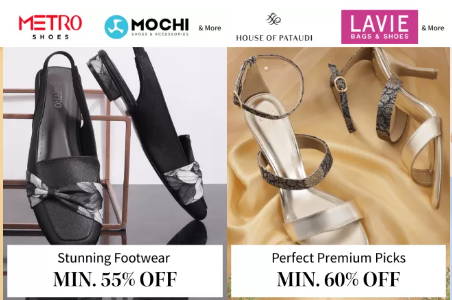 METRO
SHOES
MOCHI
SHOES & ACCESSORIES
& More
HOUSE OF PATAUDI
LAVIE
BAGS & SHOES
& More
Stunning Footwear
MIN. 55% OFF
Perfect Premium Picks
MIN. 60% OFF